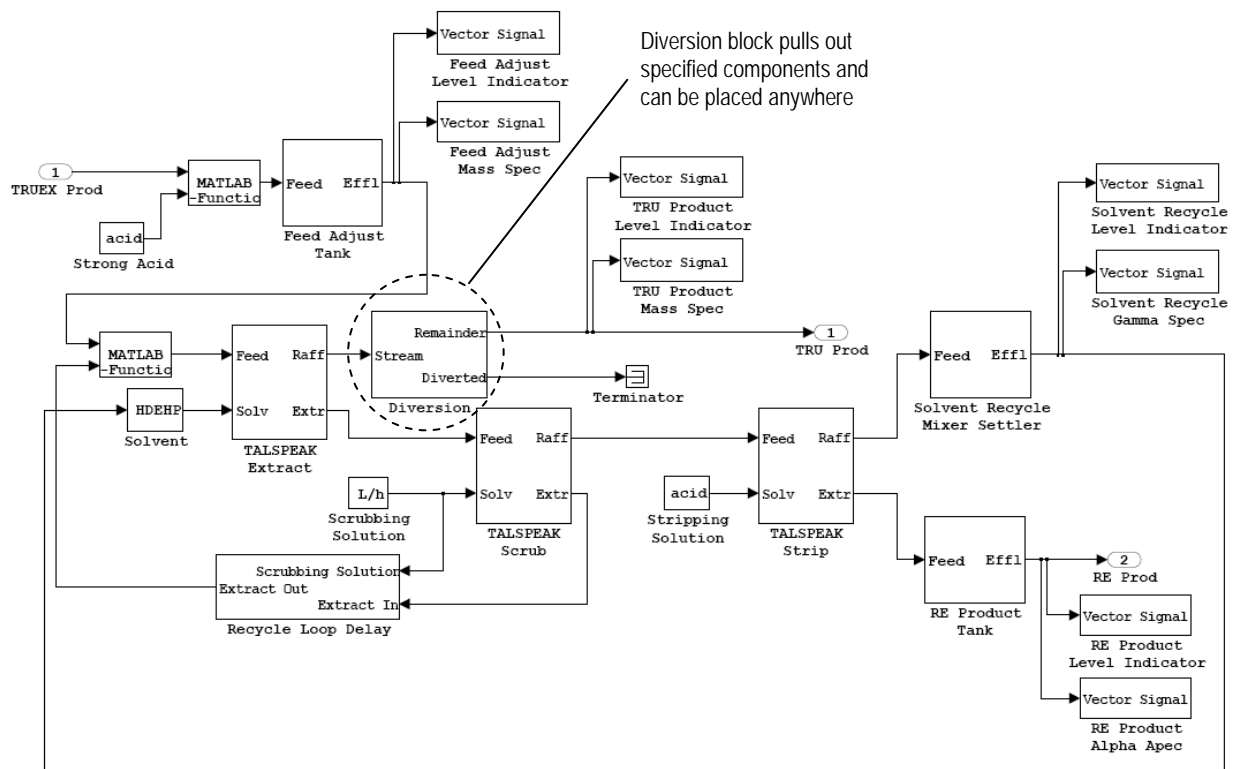 Vector Signal
Feed Adjust
Level Indicator
Vector Signal
Feed Adjust
Mass Spec
Diversion block pulls out
specified components and
can be placed anywhere
1
TRUEX Prod
MATLAB
-Functic
acid
Strong Acid
Feed Effl
Feed Adjust
Tank
Vector Signal
TRU Product
Level Indicator
Vector Signal
TRU Product
Mass Spec
Vector Signal
Solvent Recycle
Level Indicator
Vector Signal
Solvent Recycle
Gamma Spec
MATLAB
-Functic
HDEHP
Solvent
Feed Raff
Solv Extr
TALSPEAK
Extract
Remainder
Stream
Diverted
Diversion
1
TRU Prod
Terminator
Feed Effl
Solvent Recycle
Mixer Settler
L/h
Scrubbing
Solution
Feed Raff
Solv Extr
TALSPEAK
Scrub
acid
Stripping
Solution
Feed Raff
Solv Extr
TALSPEAK
Strip
Scrubbing Solution
Extract Out
Extract In
Recycle Loop Delay
Feed Effl
RE Product
Tank
2
RE Prod
Vector Signal
RE Product
Level Indicator
Vector Signal
RE Product
Alpha Apec